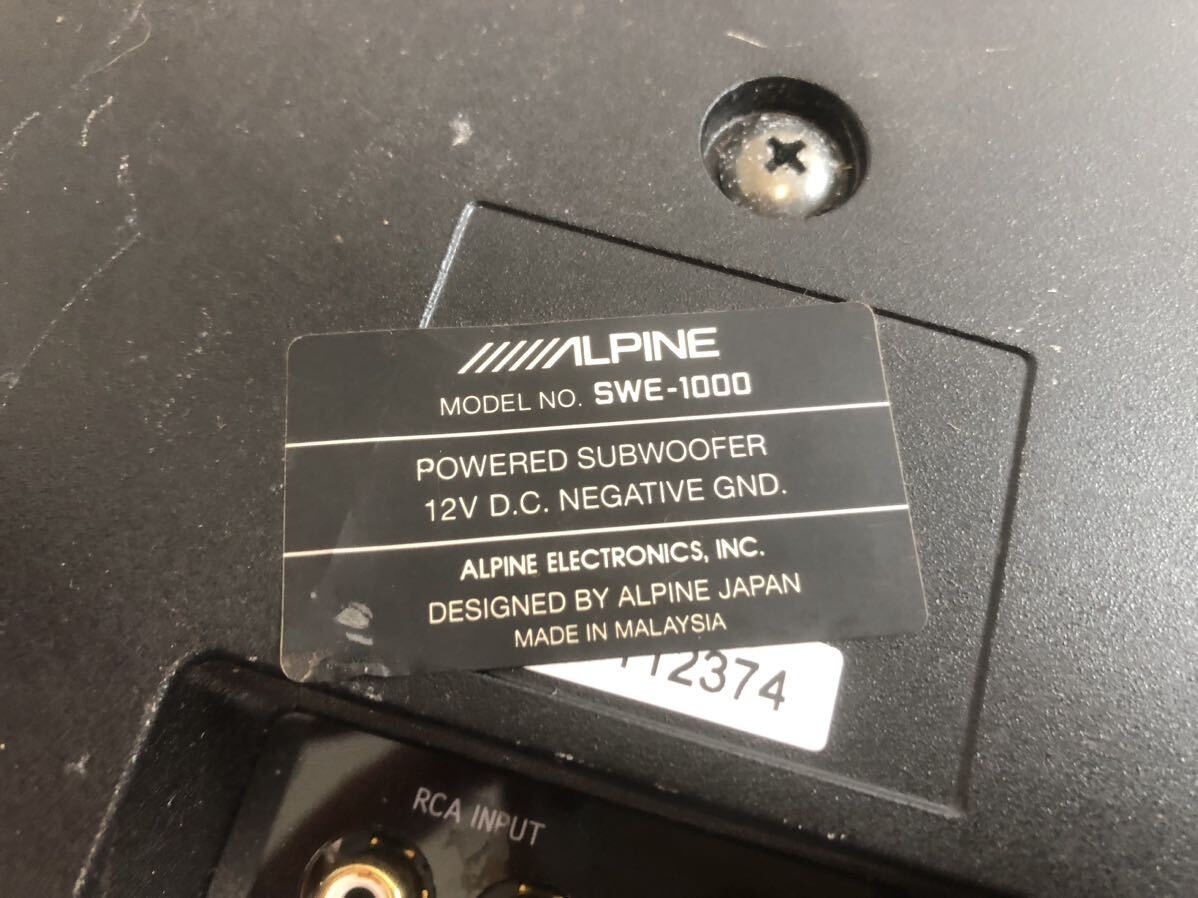 ALPINE
MODEL NO. SWE-1000
POWERED SUBWOOFER
12V D.C. NEGATIVE GND.
ALPINE ELECTRONICS, INC.
DESIGNED BY ALPINE JAPAN
MADE IN MALAYSIA
112374
RCA INPUT